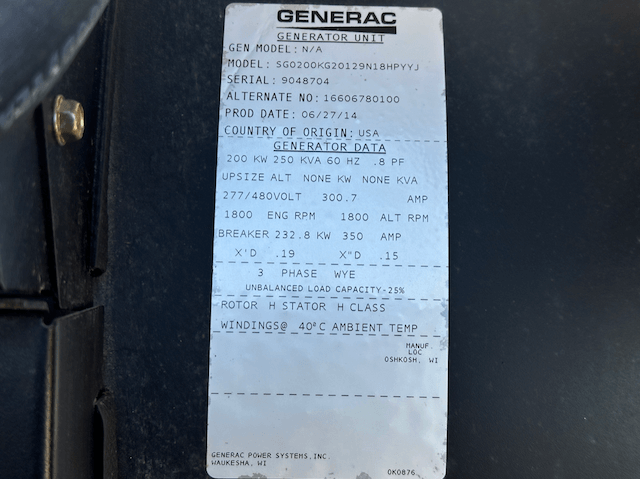 GENERAC
GENERATOR UNIT
GEN MODEL: N/A
MODEL: SG0200KG20129N18HPYYJ
SERIAL: 9048704
ALTERNATE NO: 16606780100
PROD DATE: 06/27/14
COUNTRY OF ORIGIN: USA
GENERATOR DATA
200 KW 250 KVA 60 HZ .8 PF
UPSIZE ALT NONE KW NONE KVA
277/480VOLT 300.7 AMP
1800 ENG RPM 1800 ALT RPM
BREAKER 232.8 KW 350 AMP
X'D .19 X"D .15
3 PHASE WYE
UNBALANCED LOAD CAPACITY-25%
ROTOR H STATOR H CLASS
WINDINGS@ 40°C AMBIENT TEMP
MANUF.
LOC
OSHKOSH, WI
GENERAC POWER SYSTEMS, INC.
WAUKESHA, WI
0K0876